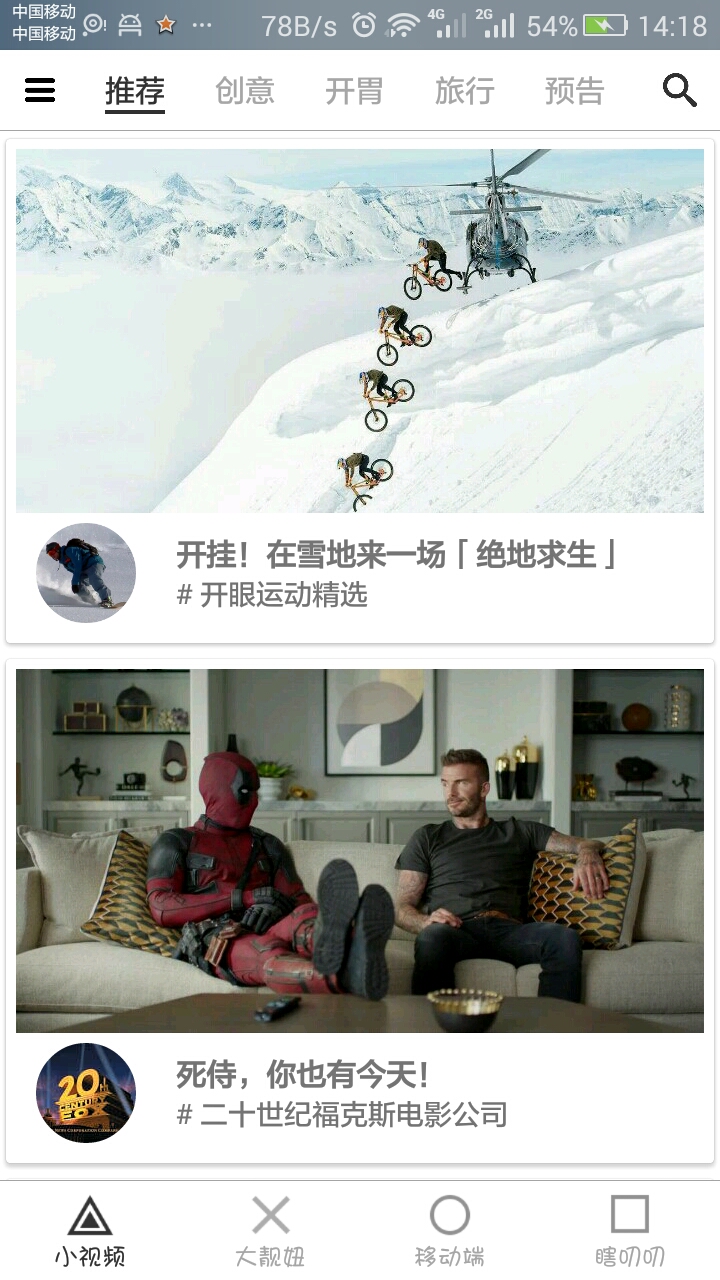 中国移动
中国移动
78B/s 4G 2G 54% 14:18
推荐 创意 开胃 旅行 预告
开挂！在雪地来一场「绝地求生」
# 开眼运动精选
20th
CENTURY
FOX
死侍，你也有今天！
# 二十世纪福克斯电影公司
小视频 大靓妞 移动端 瞎叨叨